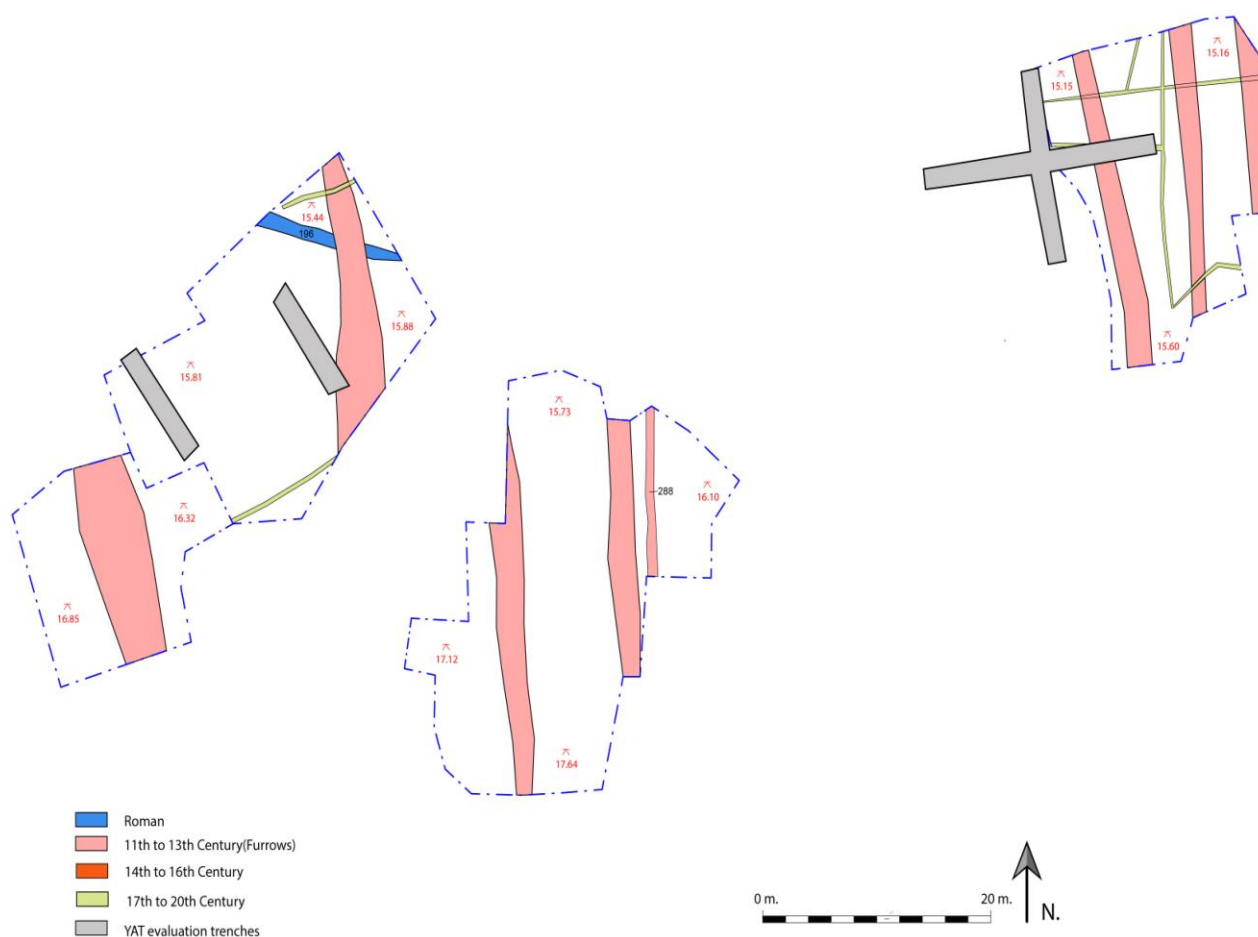 15.16
15.15
15.44
196
15.88
15.60
15.81
15.73
288
16.10
16.32
16.85
17.12
17.64
Roman
11th to 13th Century(Furrows)
14th to 16th Century
17th to 20th Century
YAT evaluation trenches
0 m.
20 m.
N.